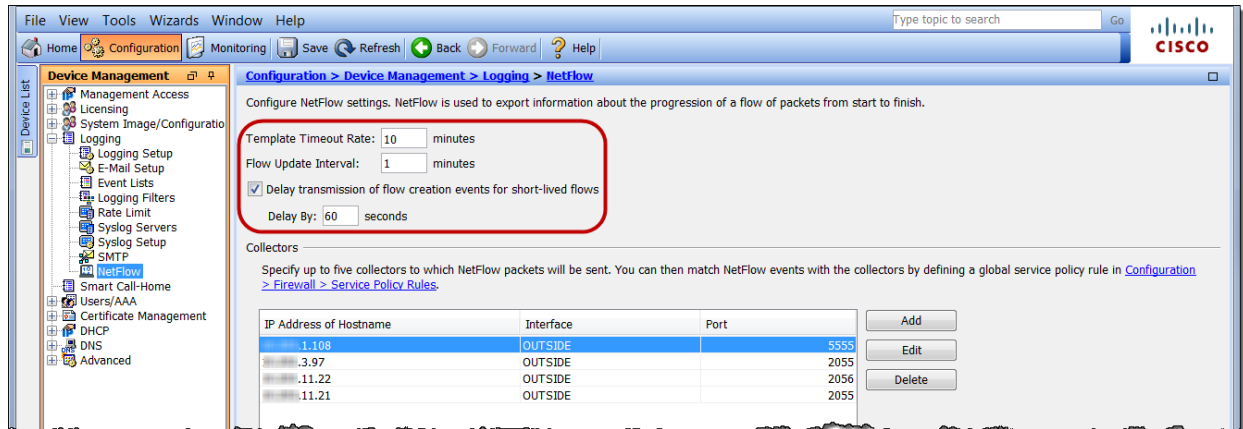 File View Tools Wizards Window Help
Type topic to search Go
CISCO
Home Configuration Monitoring Save Refresh Back Forward Help
Device List
Device Management
Management Access
Licensing
System Image/Configuratio
Logging
Logging Setup
E-Mail Setup
Event Lists
Logging Filters
Rate Limit
Syslog Servers
Syslog Setup
SMTP
NetFlow
Smart Call-Home
Users/AAA
Certificate Management
DHCP
DNS
Advanced
Configuration > Device Management > Logging > NetFlow
Configure NetFlow settings. NetFlow is used to export information about the progression of a flow of packets from start to finish.
Template Timeout Rate: 10 minutes
Flow Update Interval: 1 minutes
Delay transmission of flow creation events for short-lived flows
Delay By: 60 seconds
Collectors
Specify up to five collectors to which NetFlow packets will be sent. You can then match NetFlow events with the collectors by defining a global service policy rule in Configuration
> Firewall > Service Policy Rules.
IP Address of Hostname Interface Port
.1.108 OUTSIDE 5555
.3.97 OUTSIDE 2055
.11.22 OUTSIDE 2056
.11.21 OUTSIDE 2055
Add
Edit
Delete